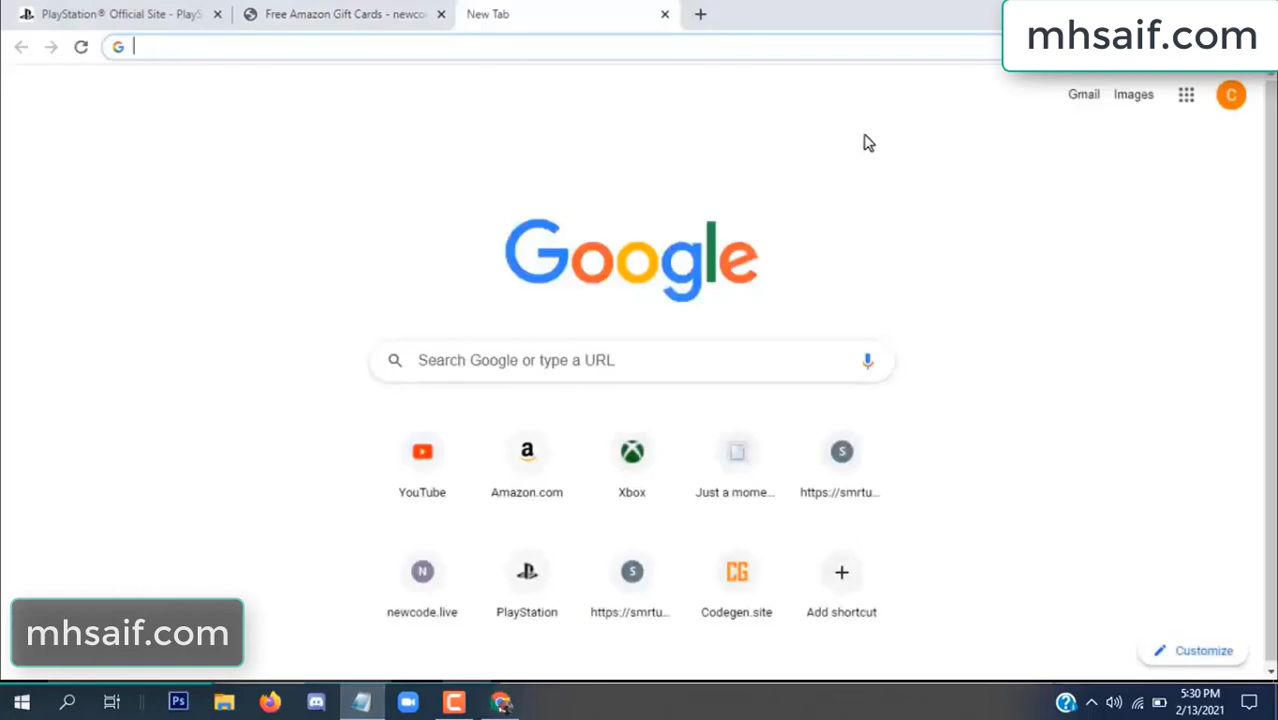 PlayStation® Official Site - PlayS
Free Amazon Gift Cards - newco
New Tab
mhsaif.com
Gmail
Images
C
Google
Search Google or type a URL
YouTube
Amazon.com
Xbox
Just a mome...
https://smrtu...
newcode.live
PlayStation
https://smrtu...
Codegen.site
Add shortcut
mhsaif.com
Customize
5:30 PM
2/13/2021